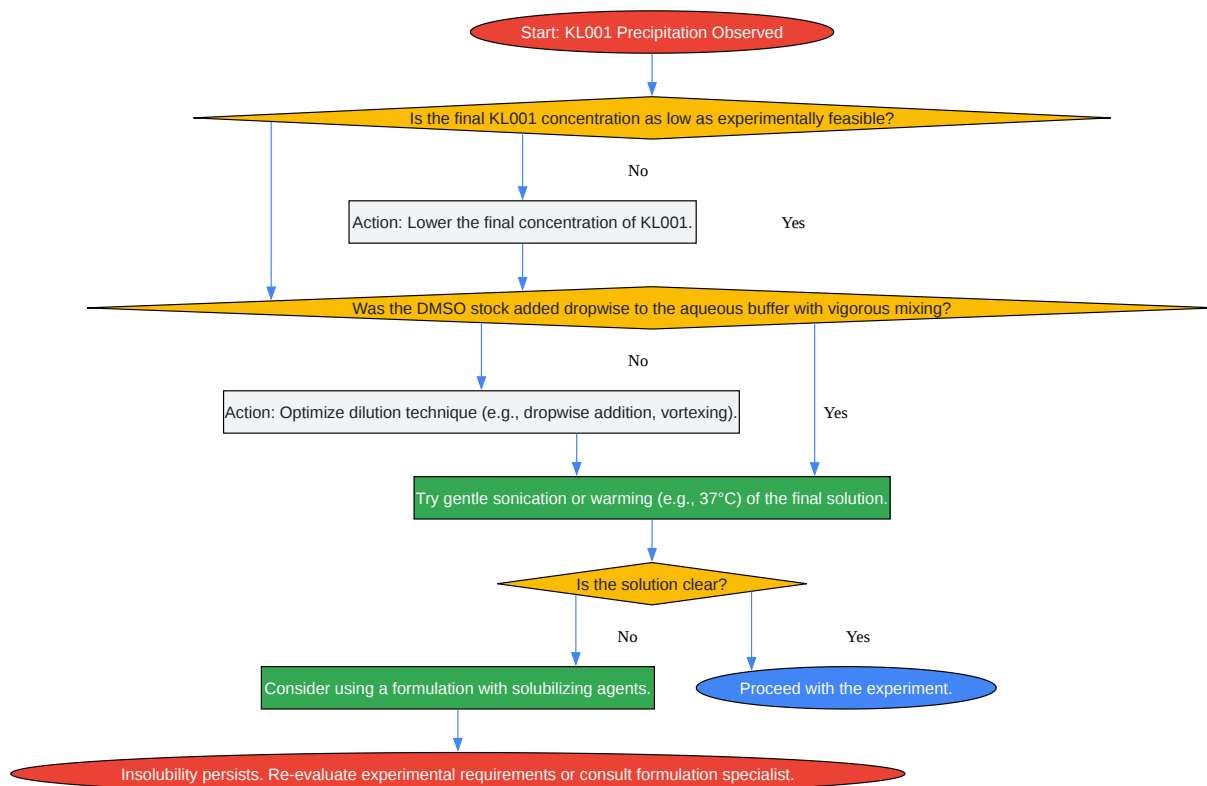 Start: KL001 Precipitation Observed
Is the final KL001 concentration as low as experimentally feasible?
No
Action: Lower the final concentration of KL001.
Yes
Was the DMSO stock added dropwise to the aqueous buffer with vigorous mixing?
No
Action: Optimize dilution technique (e.g., dropwise addition, vortexing).
Yes
Try gentle sonication or warming (e.g., 37°C) of the final solution.
Is the solution clear?
No
Yes
Consider using a formulation with solubilizing agents.
Proceed with the experiment.
Insolubility persists. Re-evaluate experimental requirements or consult formulation specialist.